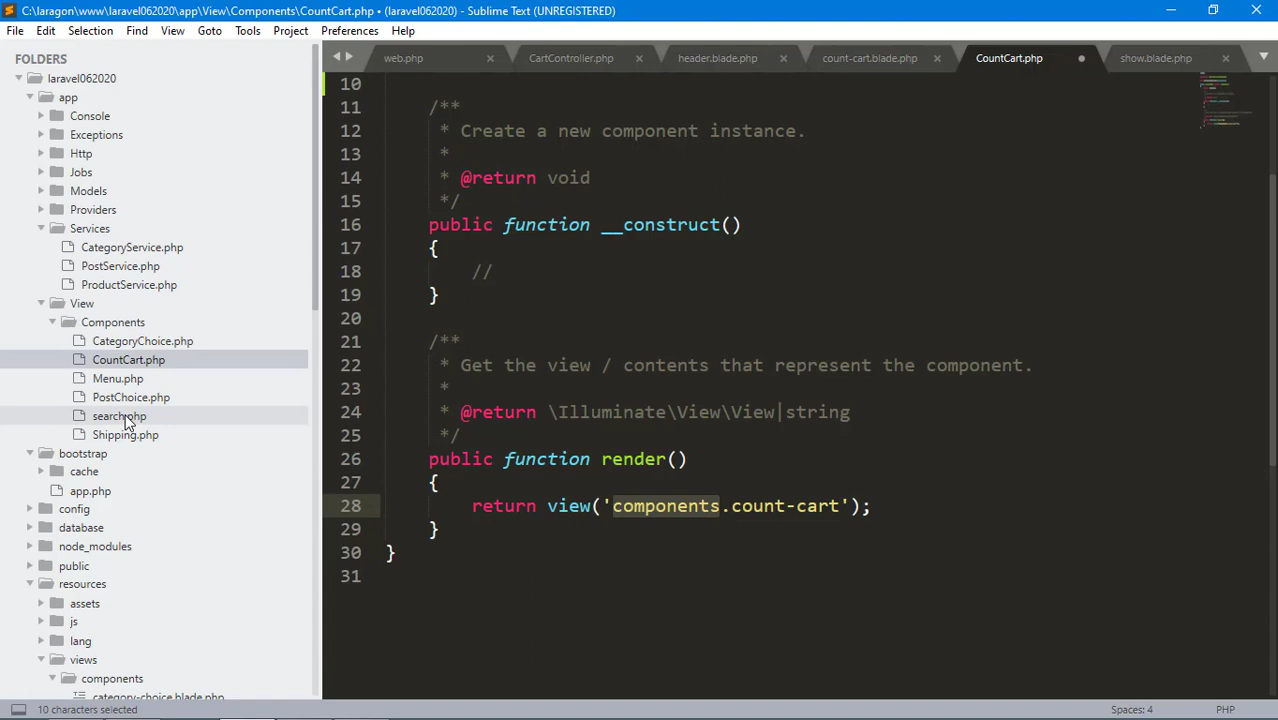 C:\laragon\www\laravel062020\app\View\Components\CountCart.php • (laravel062020) - Sublime Text (UNREGISTERED)
File Edit Selection Find View Goto Tools Project Preferences Help
FOLDERS
laravel062020
app
Console
Exceptions
Http
Jobs
Models
Providers
Services
CategoryService.php
PostService.php
ProductService.php
View
Components
CategoryChoice.php
CountCart.php
Menu.php
PostChoice.php
search.php
Shipping.php
bootstrap
cache
app.php
config
database
node_modules
public
resources
assets
js
lang
views
components
category-choice.blade.php
web.php CartController.php header.blade.php count-cart.blade.php CountCart.php show.blade.php
10
11 /**
12 * Create a new component instance.
13 *
14 * @return void
15 */
16 public function __construct()
17 {
18 //
19 }
20
21 /**
22 * Get the view / contents that represent the component.
23 *
24 * @return \Illuminate\View\View|string
25 */
26 public function render()
27 {
28 return view('components.count-cart');
29 }
30 }
31
10 characters selected Spaces: 4 PHP